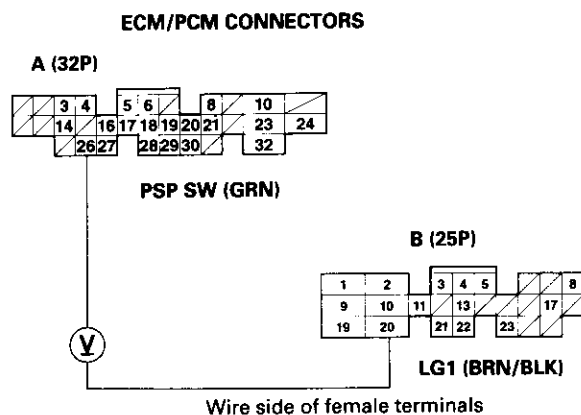 ECM/PCM CONNECTORS
A (32P)
3 4 5 6 8 10
14 16 17 18 19 20 21 23 24
26 27 28 29 30 32
PSP SW (GRN)
B (25P)
1 2 3 4 5 8
9 10 11 13 17
19 20 21 22 23
LG1 (BRN/BLK)
V
Wire side of female terminals